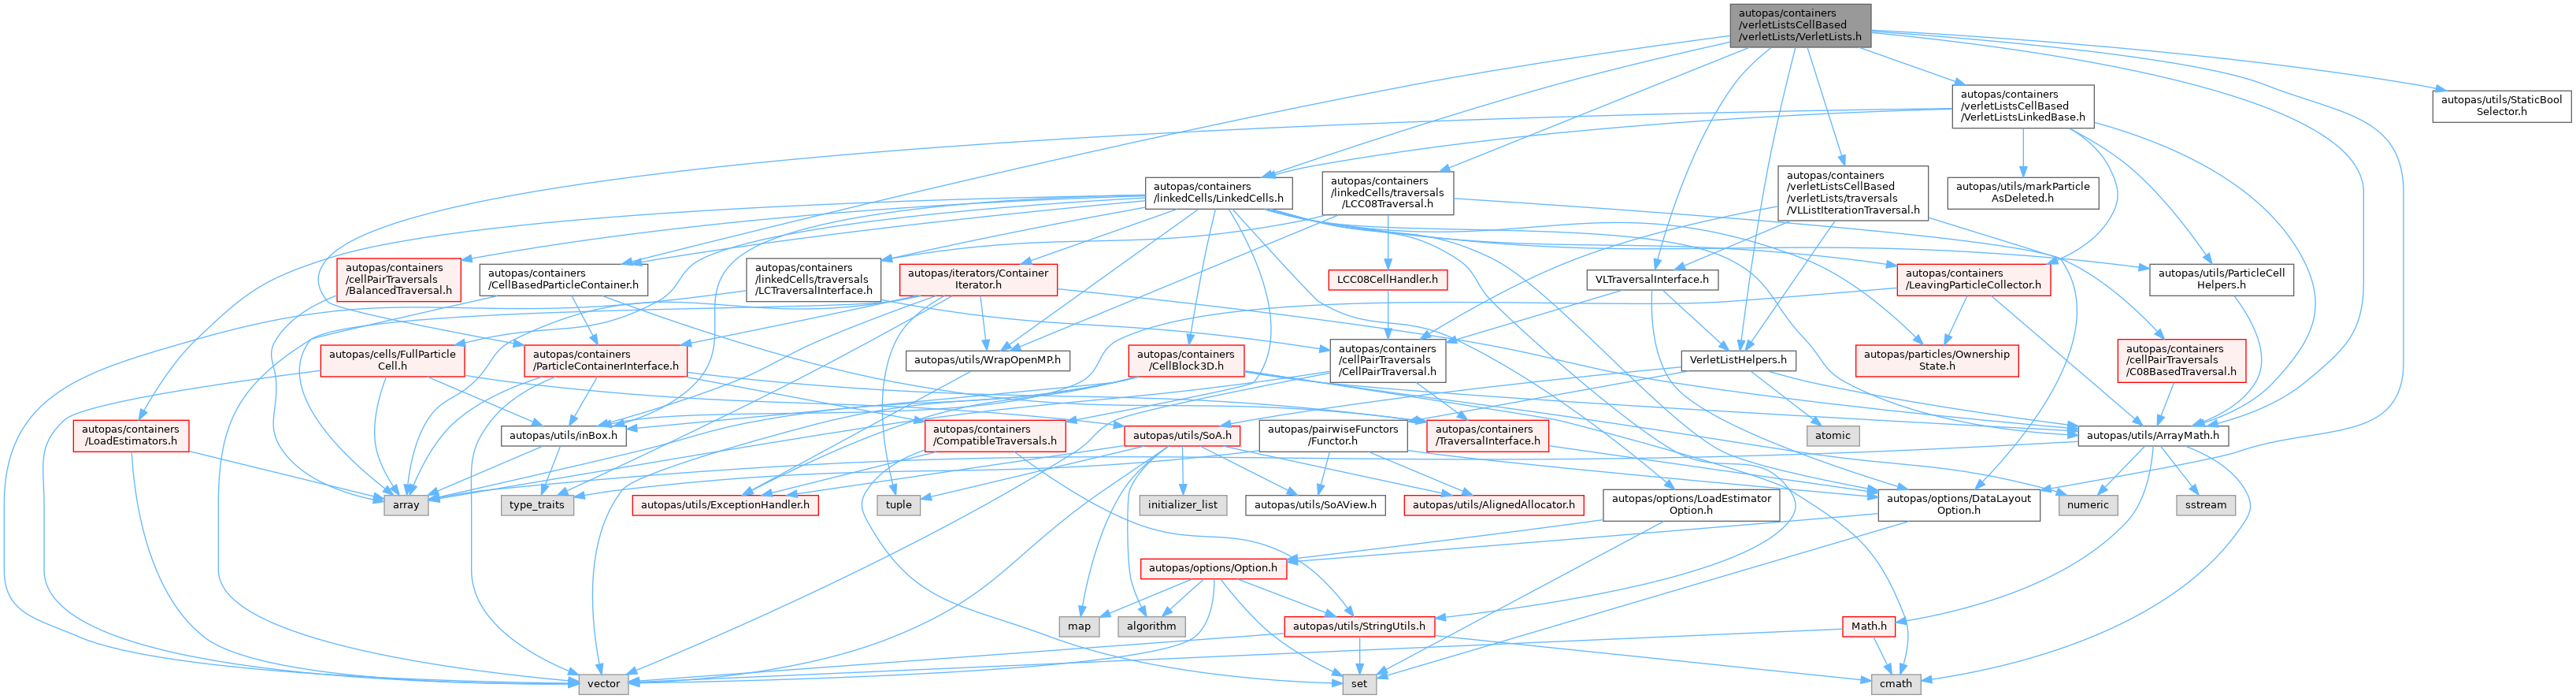 autopas/containers
/verletListsCellBased
/verletLists/VerletLists.h
autopas/containers
/verletListsCellBased
/VerletListsLinkedBase.h
autopas/utils/StaticBool
Selector.h
autopas/containers
/linkedCells/LinkedCells.h
autopas/containers
/linkedCells/traversals
/LCC08Traversal.h
autopas/containers
/verletListsCellBased
/verletLists/traversals
/VLListIterationTraversal.h
autopas/utils/markParticle
AsDeleted.h
autopas/containers
/cellPairTraversals
/BalancedTraversal.h
autopas/containers
/CellBasedParticleContainer.h
autopas/containers
/linkedCells/traversals
/LCTraversalInterface.h
autopas/iterators/Container
Iterator.h
LCC08CellHandler.h
VLTraversalInterface.h
autopas/containers
/LeavingParticleCollector.h
autopas/utils/ParticleCell
Helpers.h
autopas/cells/FullParticle
Cell.h
autopas/containers
/ParticleContainerInterface.h
autopas/utils/WrapOpenMP.h
autopas/containers
/CellBlock3D.h
autopas/containers
/cellPairTraversals
/CellPairTraversal.h
VerletListHelpers.h
autopas/particles/Ownership
State.h
autopas/containers
/cellPairTraversals
/C08BasedTraversal.h
autopas/containers
/LoadEstimators.h
autopas/utils/inBox.h
autopas/containers
/CompatibleTraversals.h
autopas/utils/SoA.h
autopas/pairwiseFunctors
/Functor.h
autopas/containers
/TraversalInterface.h
atomic
autopas/utils/ArrayMath.h
array
type_traits
autopas/utils/ExceptionHandler.h
tuple
initializer_list
autopas/utils/SoAView.h
autopas/utils/AlignedAllocator.h
autopas/options/LoadEstimator
Option.h
autopas/options/DataLayout
Option.h
numeric
sstream
autopas/options/Option.h
map
algorithm
autopas/utils/StringUtils.h
Math.h
vector
set
cmath